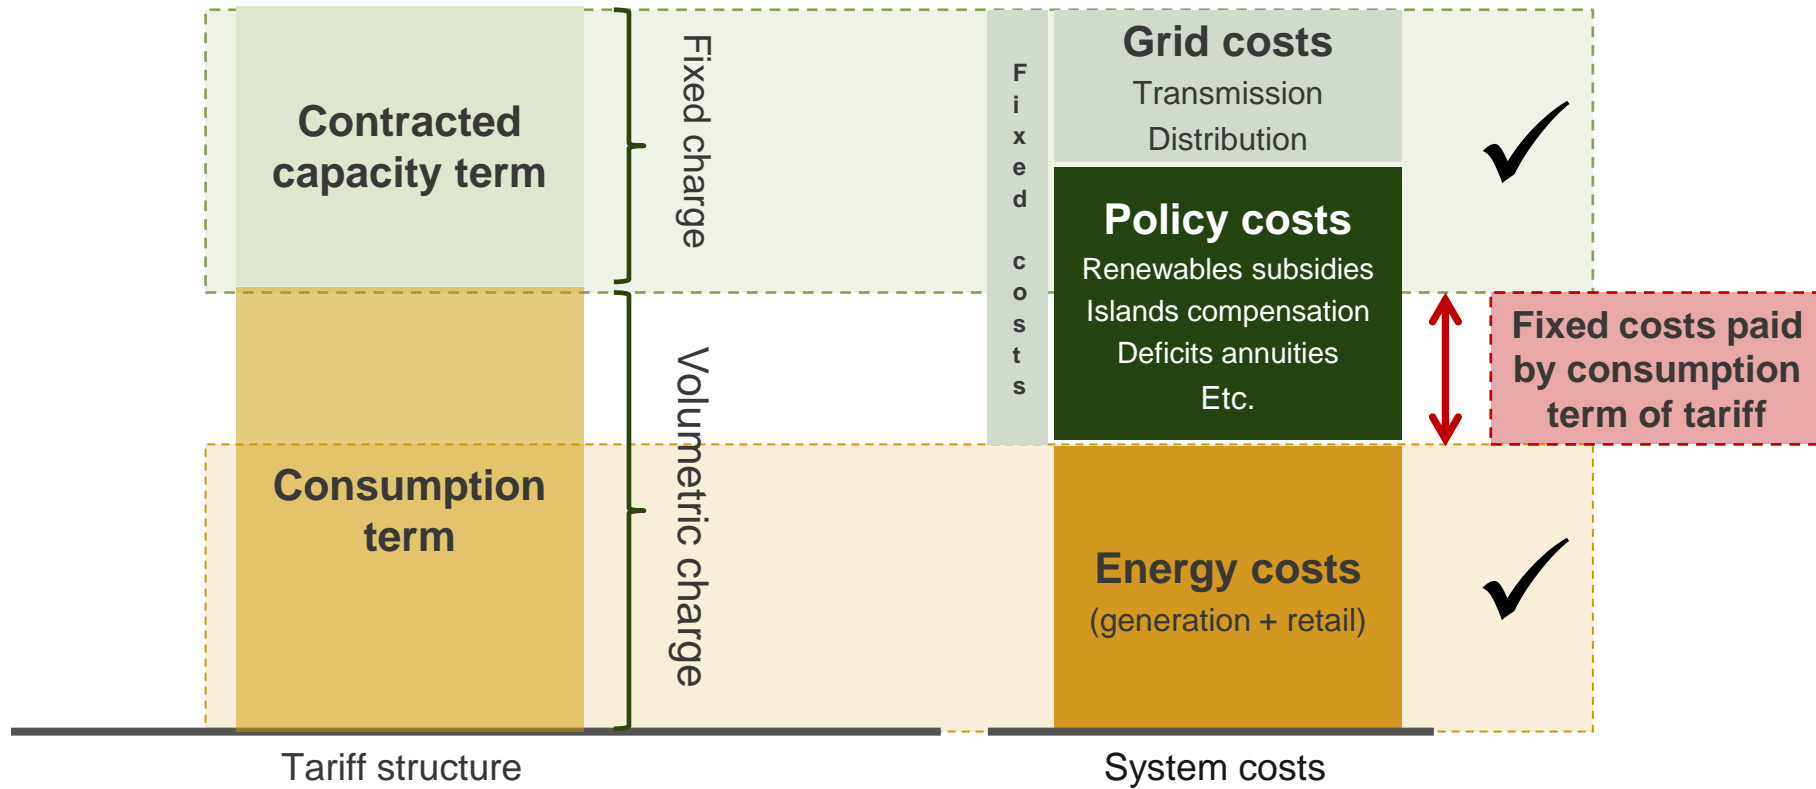 Contracted
capacity term
Fixed charge
Consumption
term
Volumetric charge
Tariff structure
Fixed costs
Grid costs
Transmission
Distribution
Policy costs
Renewables subsidies
Islands compensation
Deficits annuities
Etc.
Energy costs
(generation + retail)
System costs
Fixed costs paid
by consumption
term of tariff